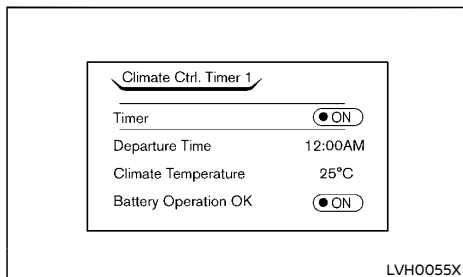 Climate Ctrl. Timer 1
Timer ON
Departure Time 12:00AM
Climate Temperature 25°C
Battery Operation OK ON
LVH0055X